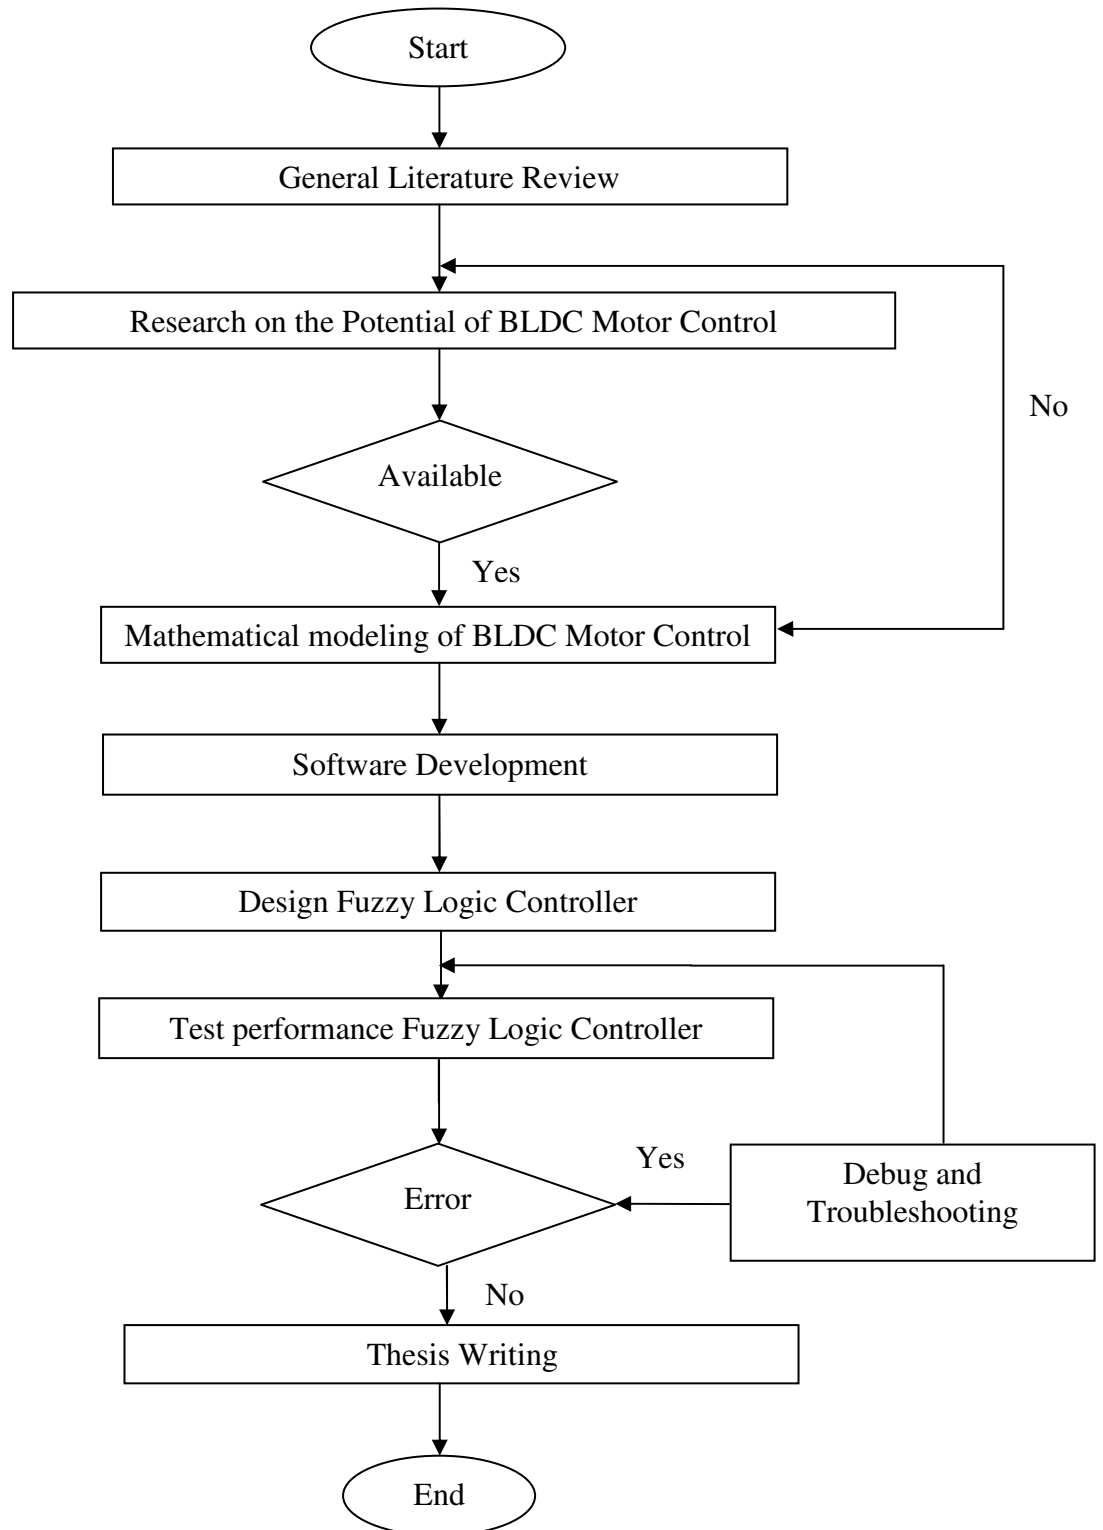 Start
General Literature Review
Research on the Potential of BLDC Motor Control
No
Available
Yes
Mathematical modeling of BLDC Motor Control
Software Development
Design Fuzzy Logic Controller
Test performance Fuzzy Logic Controller
Yes
Debug and
Troubleshooting
Error
No
Thesis Writing
End